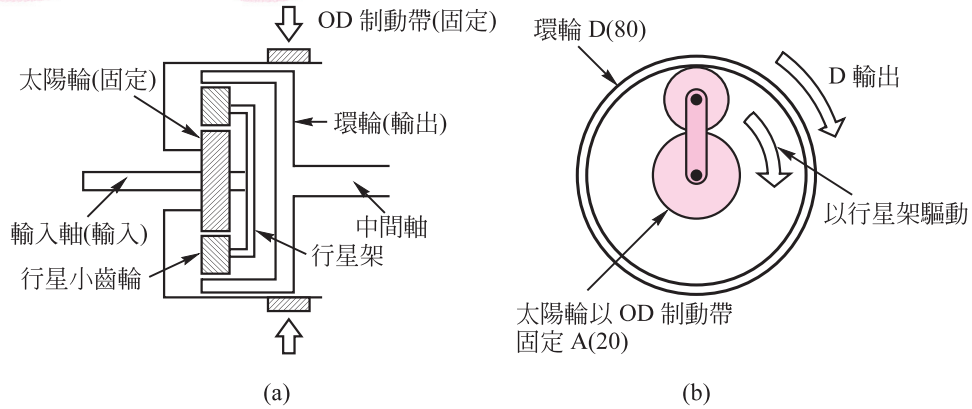 OD 制動帶(固定)
太陽輪(固定)
環輪(輸出)
輸入軸(輸入)
中間軸
行星架
行星小齒輪
(a)
環輪 D(80)
D 輸出
以行星架驅動
太陽輪以 OD 制動帶
固定 A(20)
(b)